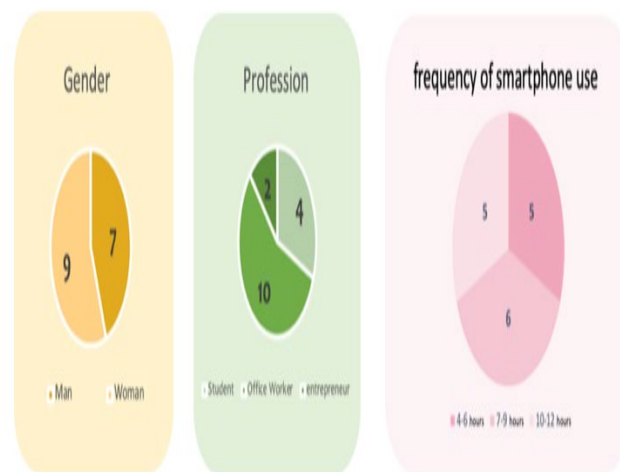 Gender
9
7
Man Woman
Profession
2
4
10
Student Office Worker entrepreneur
frequency of smartphone use
5 5
6
4-6 hours 7-9 hours 10-12 hours